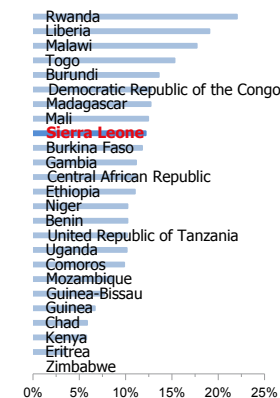 Rwanda
Liberia
Malawi
Togo
Burundi
Democratic Republic of the Congo
Madagascar
Mali
Sierra Leone
Burkina Faso
Gambia
Central African Republic
Ethiopia
Niger
Benin
United Republic of Tanzania
Uganda
Comoros
Mozambique
Guinea-Bissau
Guinea
Chad
Kenya
Eritrea
Zimbabwe
0% 5% 10% 15% 20% 25%